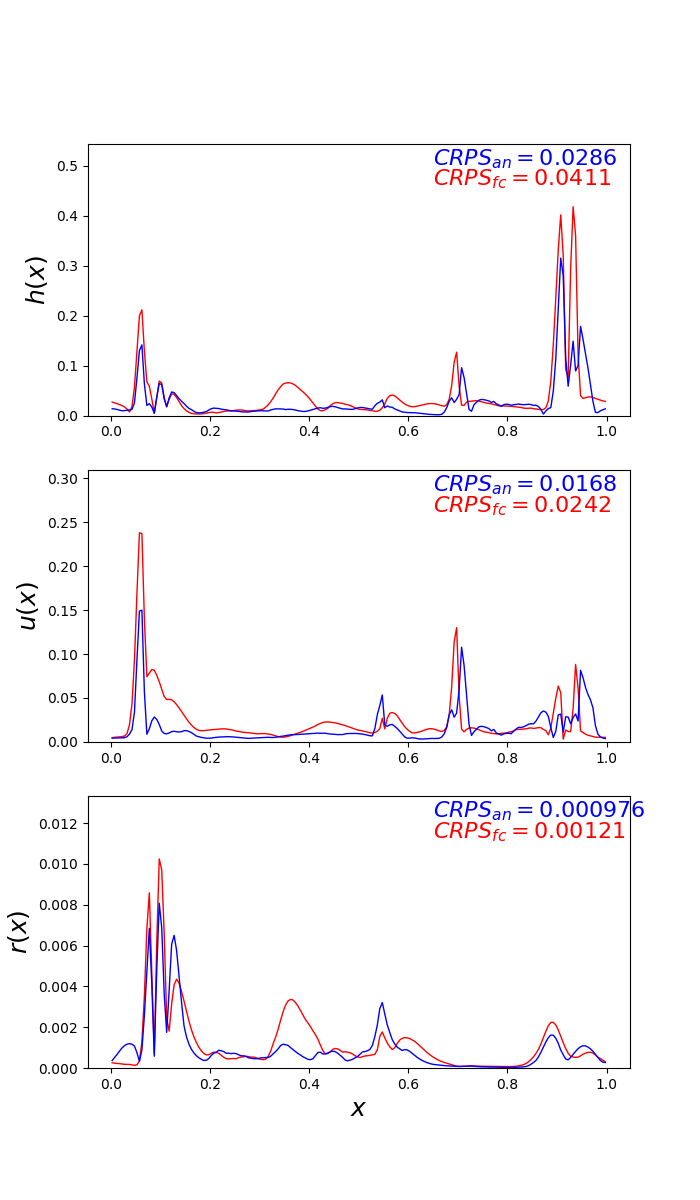 CRPS_an = 0.0286
CRPS_fc = 0.0411
h(x)
0.5
0.4
0.3
0.2
0.1
0.0
0.0 0.2 0.4 0.6 0.8 1.0
CRPS_an = 0.0168
CRPS_fc = 0.0242
u(x)
0.30
0.25
0.20
0.15
0.10
0.05
0.00
0.0 0.2 0.4 0.6 0.8 1.0
CRPS_an = 0.000976
CRPS_fc = 0.00121
r(x)
0.012
0.010
0.008
0.006
0.004
0.002
0.000
0.0 0.2 0.4 0.6 0.8 1.0
x